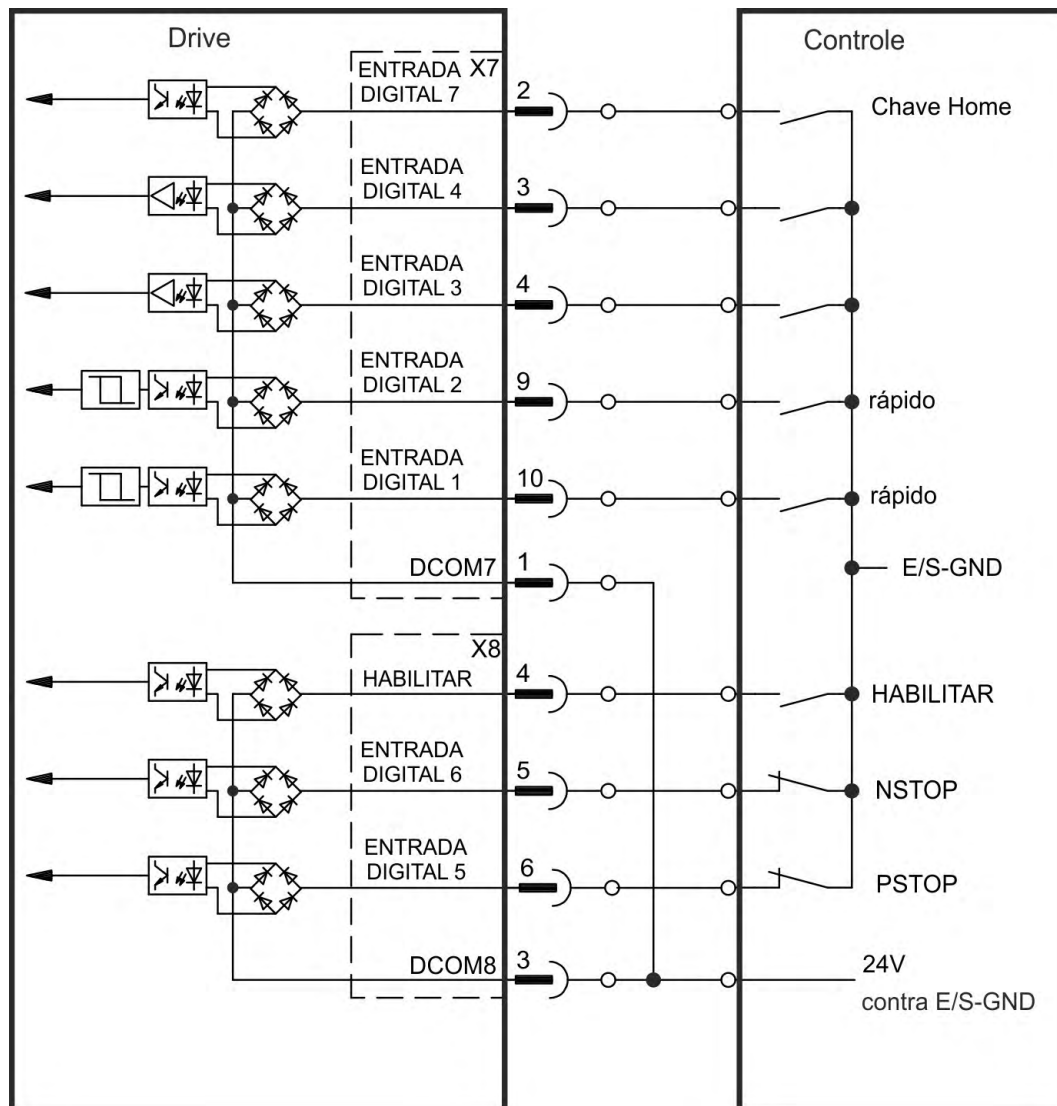 Drive
Controle
ENTRADA X7
DIGITAL 7
2
Chave Home
ENTRADA
DIGITAL 4
3
ENTRADA
DIGITAL 3
4
ENTRADA
DIGITAL 2
9
rápido
ENTRADA
DIGITAL 1
10
rápido
DCOM7
1
E/S-GND
X8
HABILITAR
4
HABILITAR
ENTRADA
DIGITAL 6
5
NSTOP
ENTRADA
DIGITAL 5
6
PSTOP
DCOM8
3
24V
contra E/S-GND